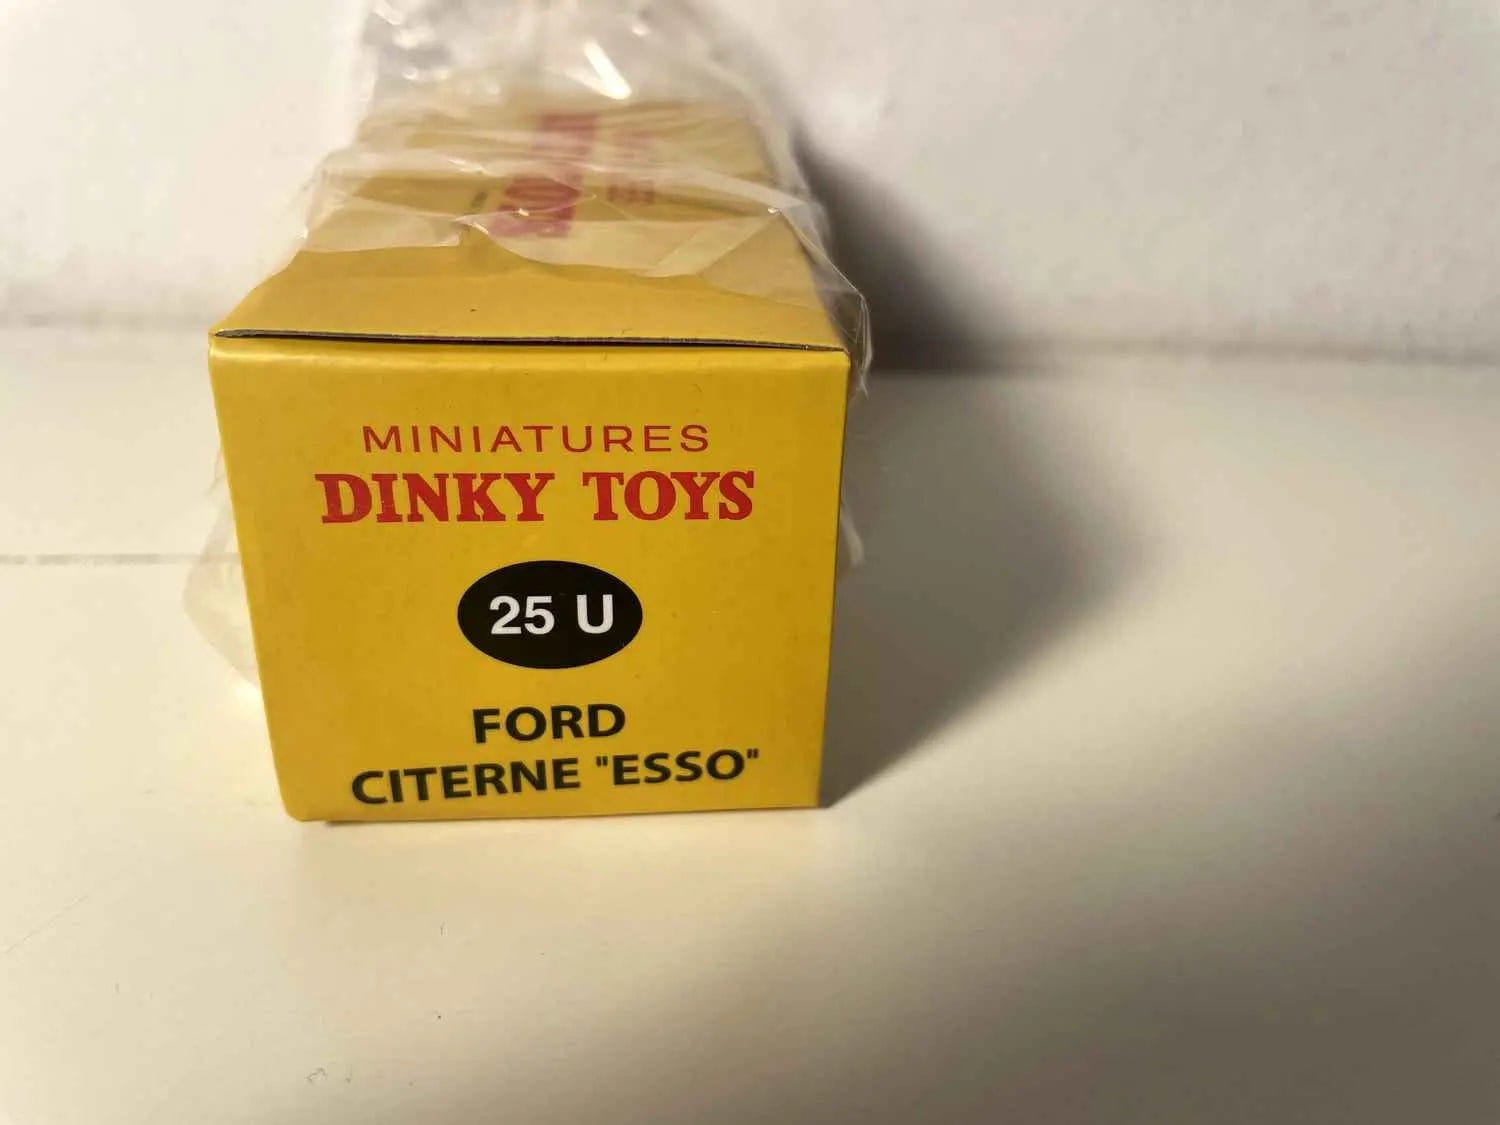 MINIATURES
DINKY TOYS
25 U
FORD
CITERNE "ESSO"